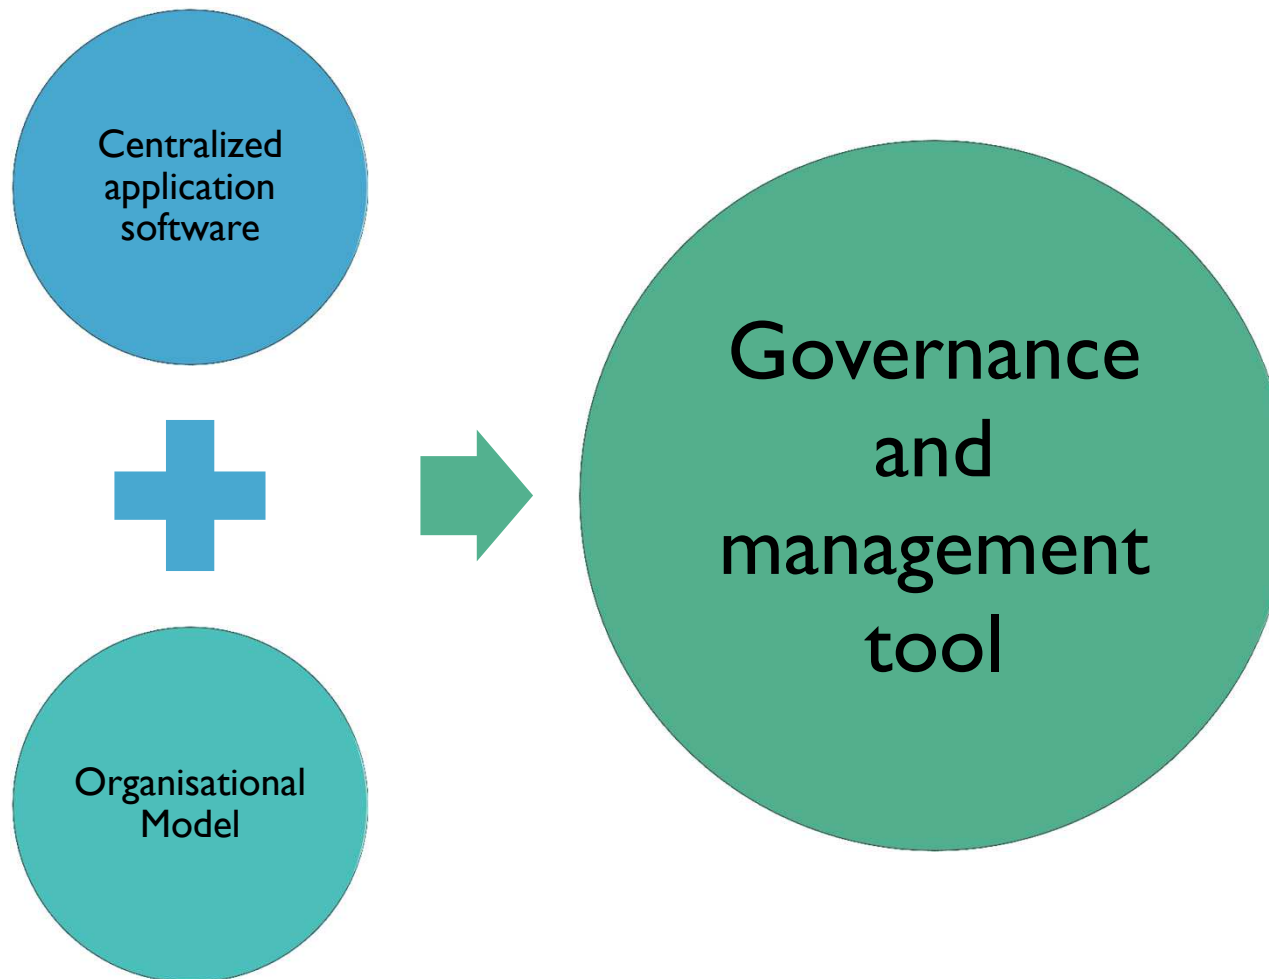 Centralized
application
software
Organisational
Model
Governance
and
management
tool